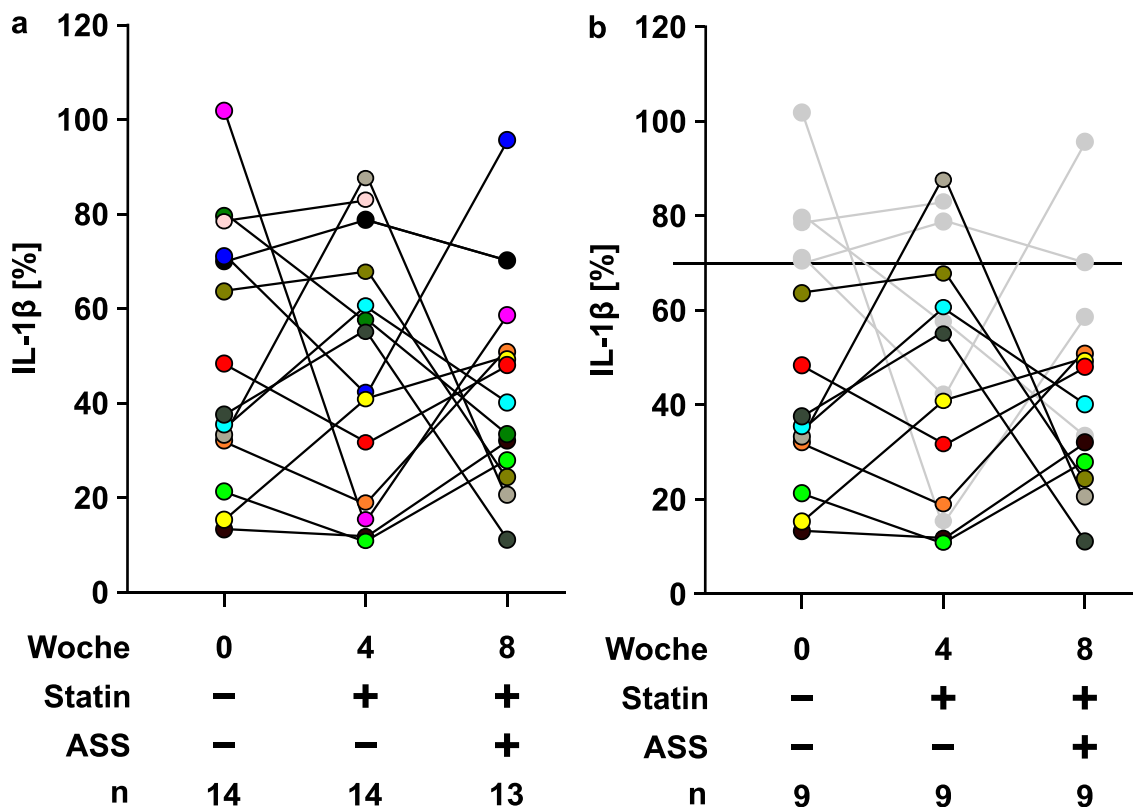 a
IL-1β [%]
120
100
80
60
40
20
0
Woche 0 4 8
Statin − + +
ASS − − +
n 14 14 13
b
IL-1β [%]
120
100
80
60
40
20
0
Woche 0 4 8
Statin − + +
ASS − − +
n 9 9 9